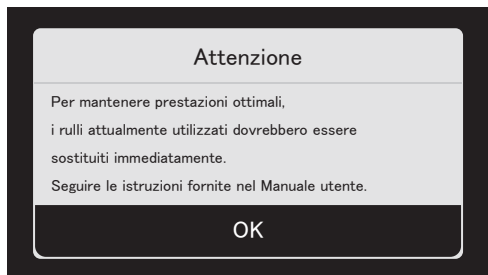 Attenzione
Per mantenere prestazioni ottimali,
i rulli attualmente utilizzati dovrebbero essere
sostituiti immediatamente.
Seguire le istruzioni fornite nel Manuale utente.
OK